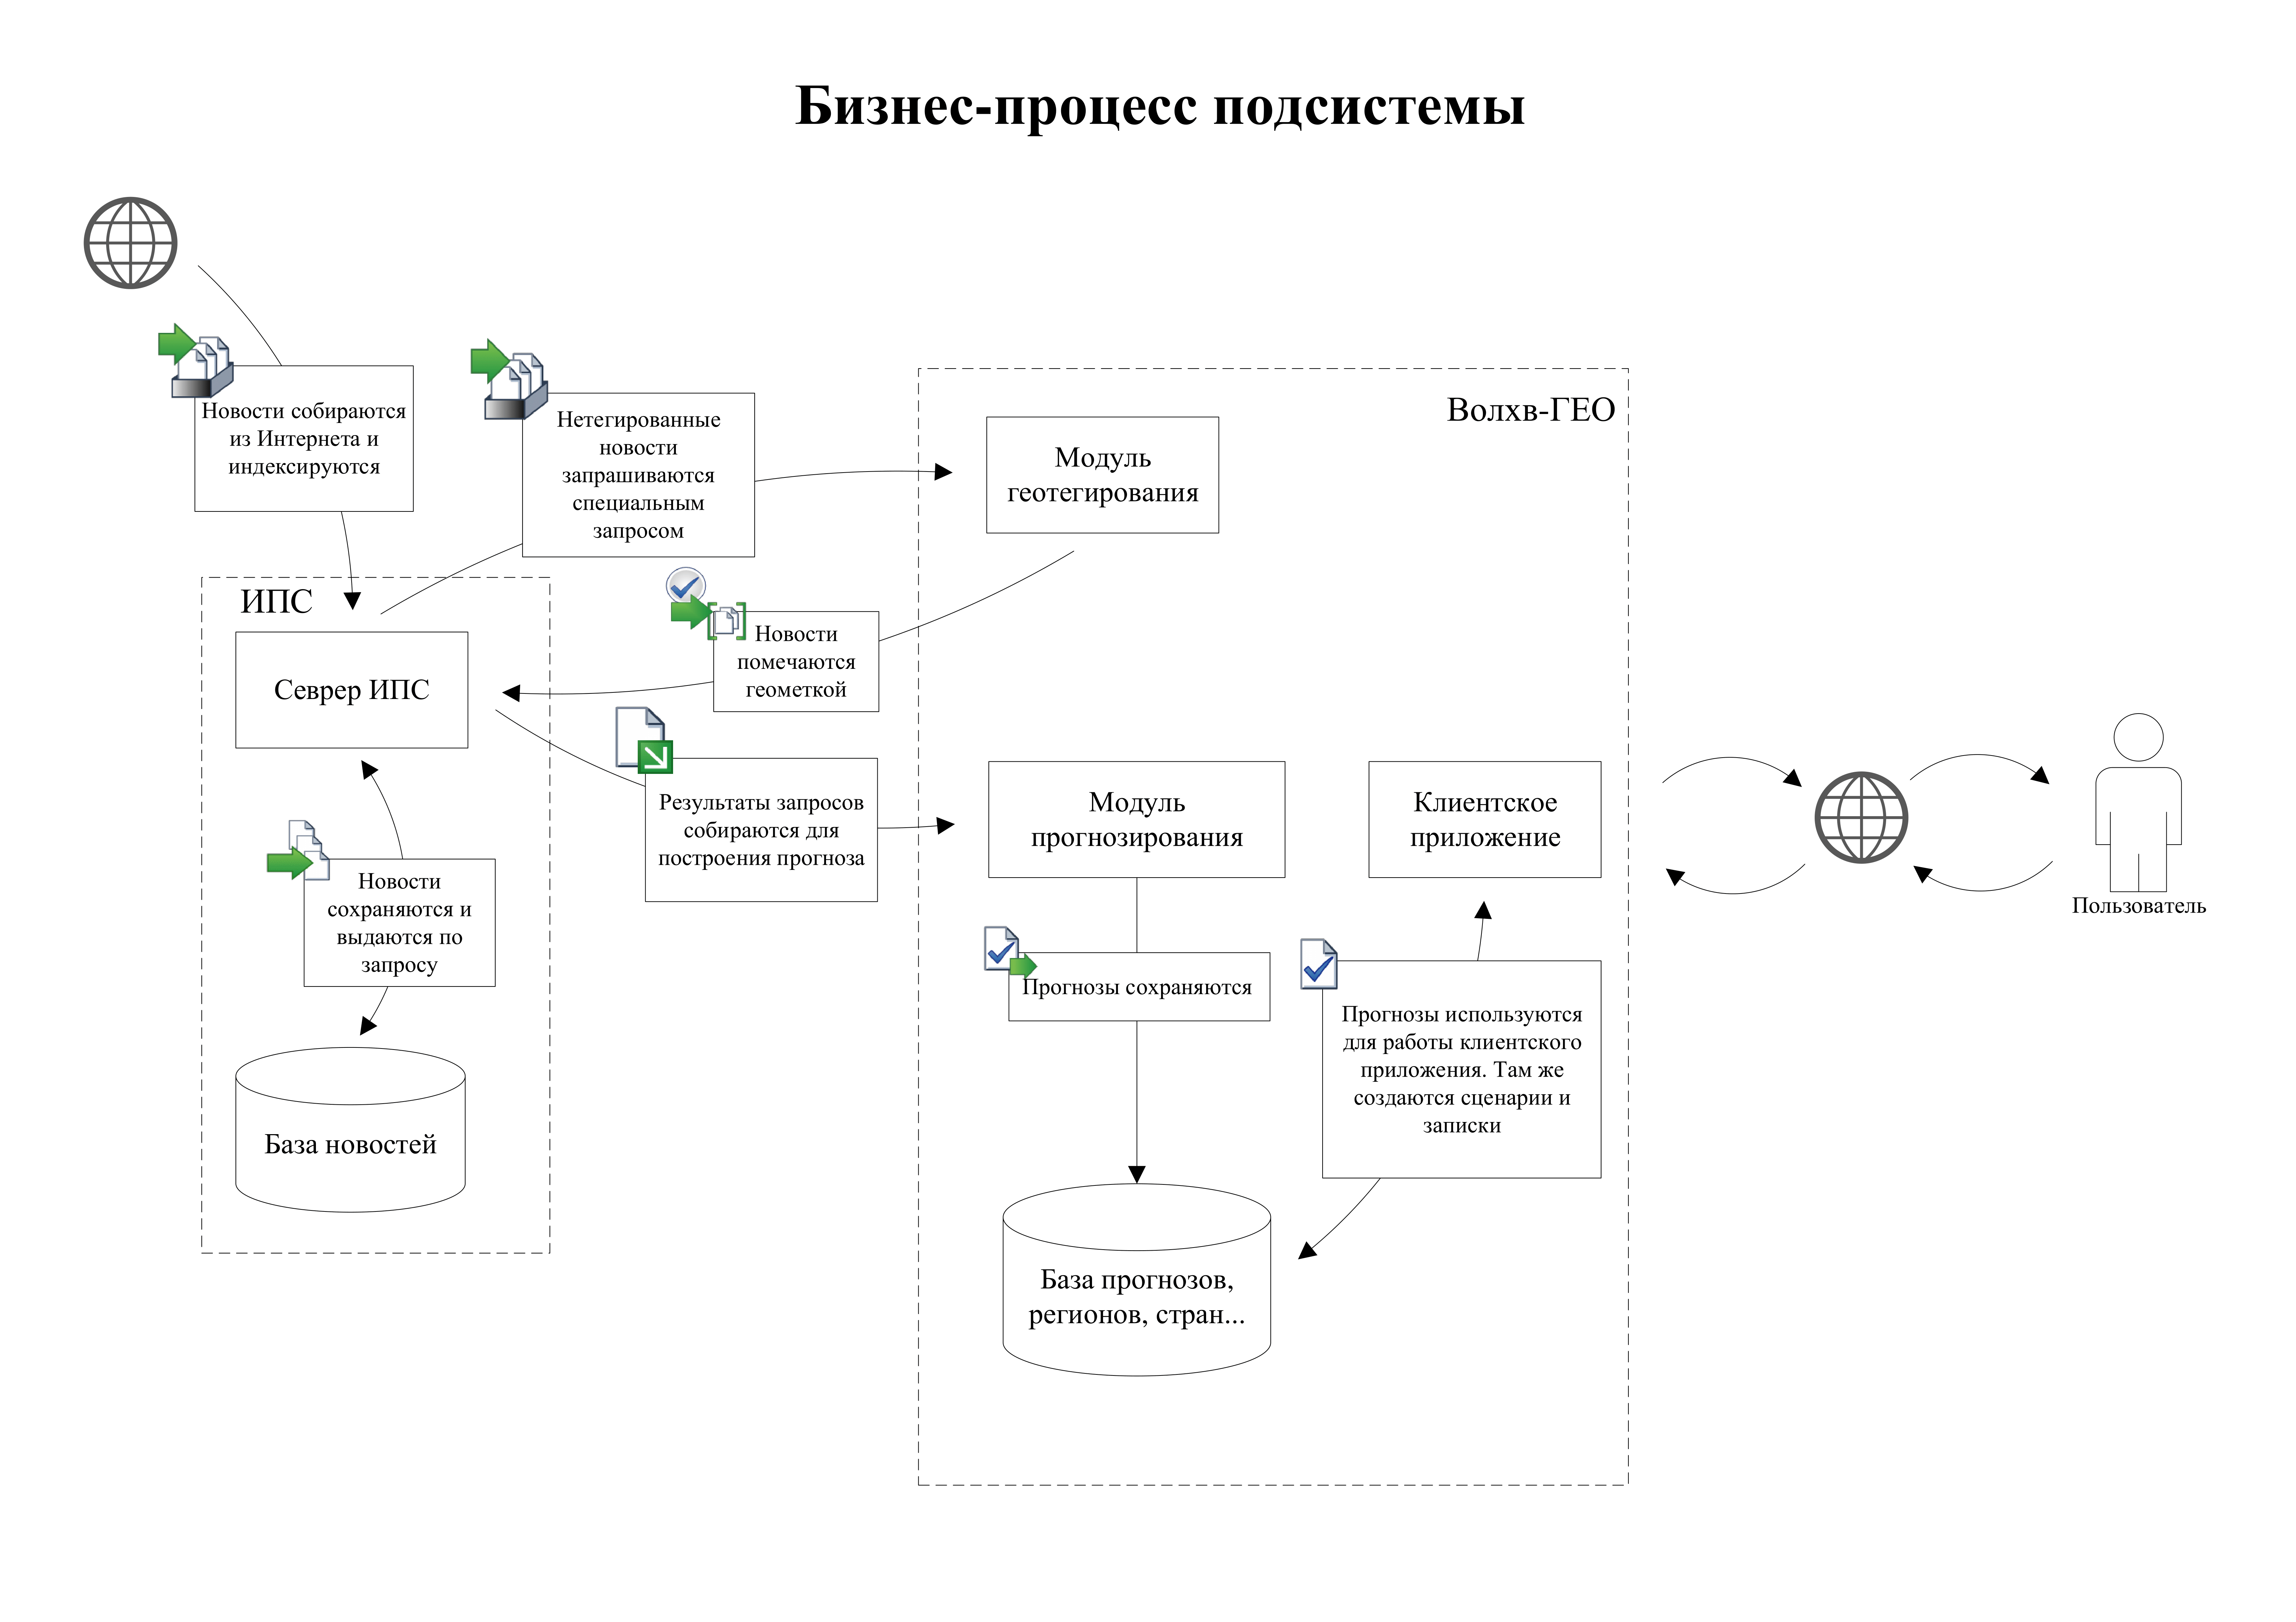 Бизнес-процесс подсистемы
Новости собираются
из Интернета и
индексируются
Нетегированные
новости
запрашиваются
специальным
запросом
Волхв-ГЕО
Модуль
геотегирования
ИПС
Севрер ИПС
Новости
помечаются
геометкой
Результаты запросов
собираются для
построения прогноза
Модуль
прогнозирования
Клиентское
приложение
Пользователь
Новости
сохраняются и
выдаются по
запросу
Прогнозы сохраняются
Прогнозы используются
для работы клиентского
приложения. Там же
создаются сценарии и
записки
База новостей
База прогнозов,
регионов, стран...